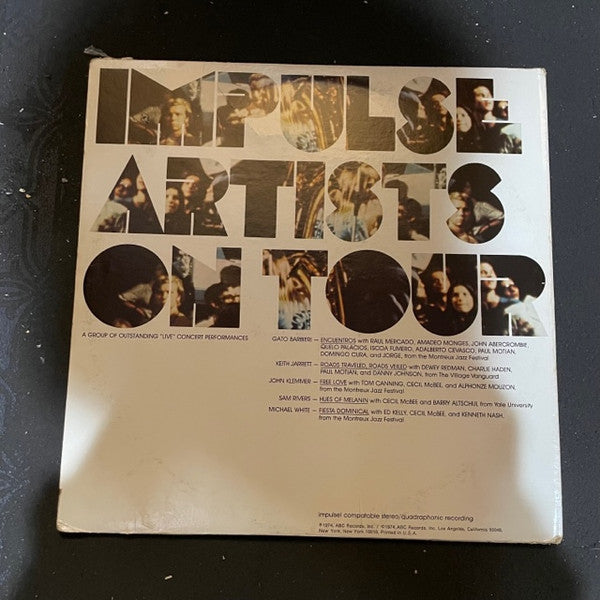 IMPULSE
ARTISTS
ON TOUR
A GROUP OF OUTSTANDING "LIVE" CONCERT PERFORMANCES
GATO BARBIERI — ENCUENTROS with RAUL MERCADO, AMADEO MONGES, JOHN ABERCROMBIE,
QUELO PALACIOS, ISOCA FUMERO, ADALBERTO CEVASCO, PAUL MOTIAN,
DOMINGO CURA, and JORGE, from the Montreux Jazz Festival
KEITH JARRETT — ROADS TRAVELED, ROADS VEILED with DEWEY REDMAN, CHARLIE HADEN,
PAUL MOTIAN, and DANNY JOHNSON, from The Village Vanguard
JOHN KLEMMER — FREE LOVE with TOM CANNING, CECIL McBEE, and ALPHONZE MOUZON,
from the Montreux Jazz Festival
SAM RIVERS — HUES OF MELANIN with CECIL McBEE and BARRY ALTSCHUL from Yale University
MICHAEL WHITE — FIESTA DOMINICAL with ED KELLY, CECIL McBEE, and KENNETH NASH,
from the Montreux Jazz Festival
impulse! compatable stereo/quadraphonic recording
℗1974, ABC Records, Inc. / ©1974, ABC Records, Inc. Los Angeles, California 90048,
New York, New York 10019, Printed in U.S.A.